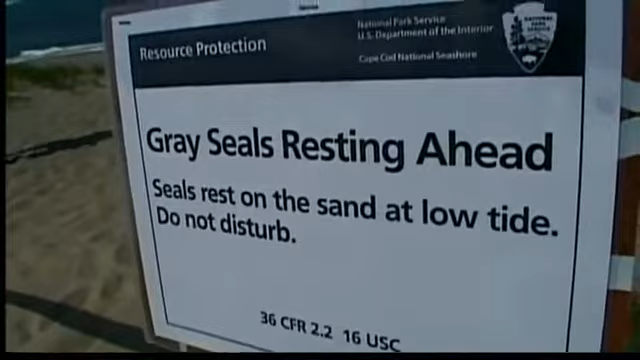 Resource Protection
National Park Service
U.S. Department of the Interior
Cape Cod National Seashore
Gray Seals Resting Ahead
Seals rest on the sand at low tide.
Do not disturb.
36 CFR 2.2 16 USC